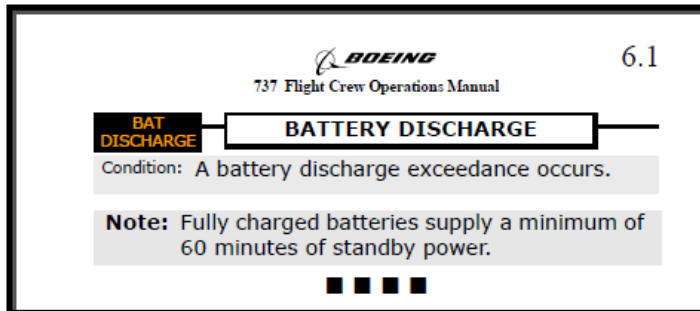 BOEING
6.1
737 Flight Crew Operations Manual
BAT
DISCHARGE
BATTERY DISCHARGE
Condition: A battery discharge exceedance occurs.
Note: Fully charged batteries supply a minimum of
60 minutes of standby power.